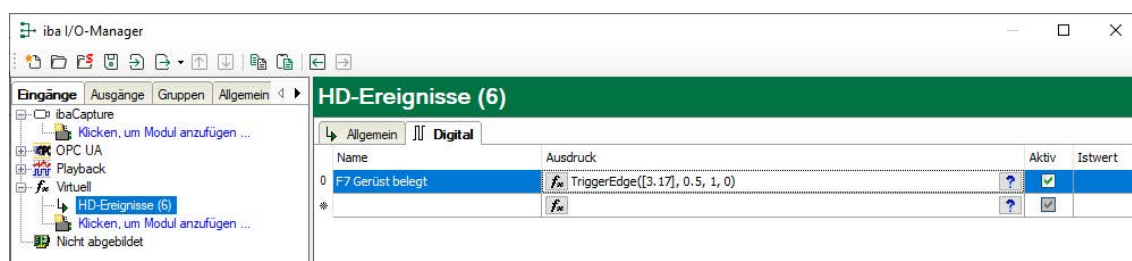 iba I/O-Manager
Eingänge Ausgänge Gruppen Allgemein
HD-Ereignisse (6)
ibaCapture
Klicken, um Modul anzufügen ...
OPC UA
Playback
Virtuell
HD-Ereignisse (6)
Klicken, um Modul anzufügen ...
Nicht abgebildet
Allgemein Digital
Name Ausdruck Aktiv Istwert
0 F7 Gerüst belegt fx TriggerEdge([3.17], 0.5, 1, 0) ?
* fx ?